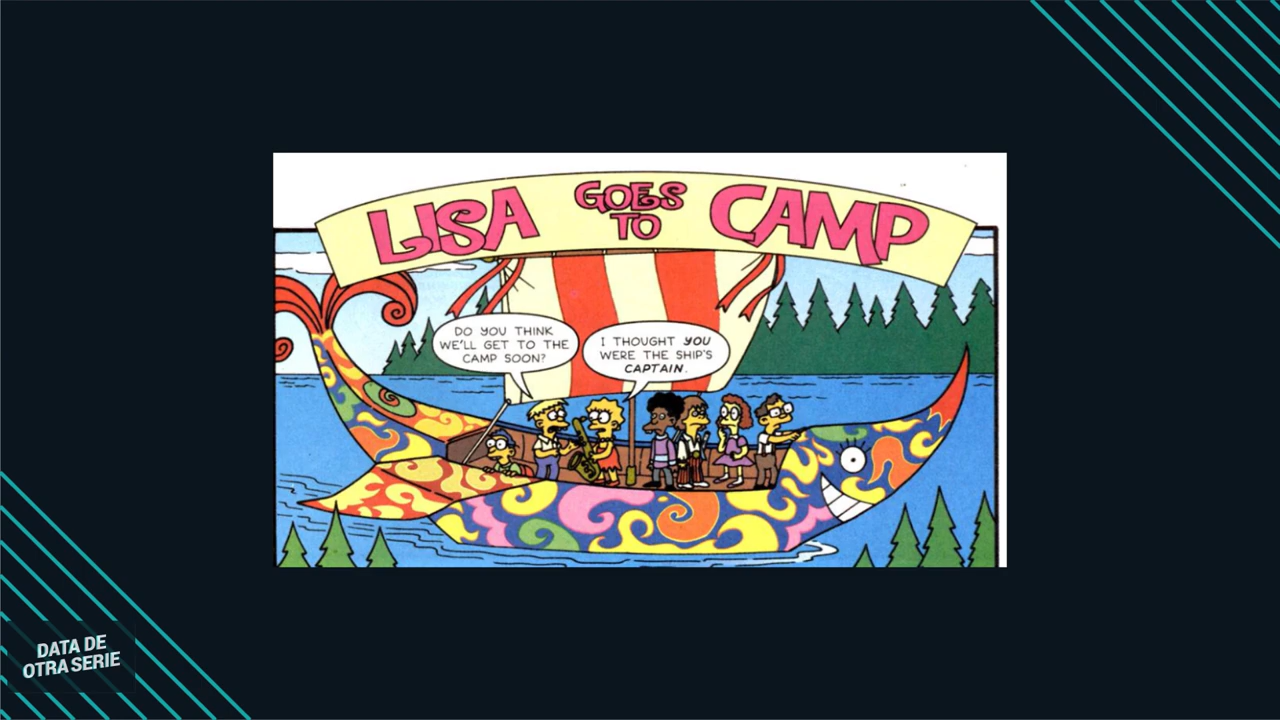 LISA GOES TO CAMP
DO YOU THINK
WE'LL GET TO THE
CAMP SOON?
I THOUGHT YOU
WERE THE SHIP'S
CAPTAIN.
DATA DE
OTRA SERIE